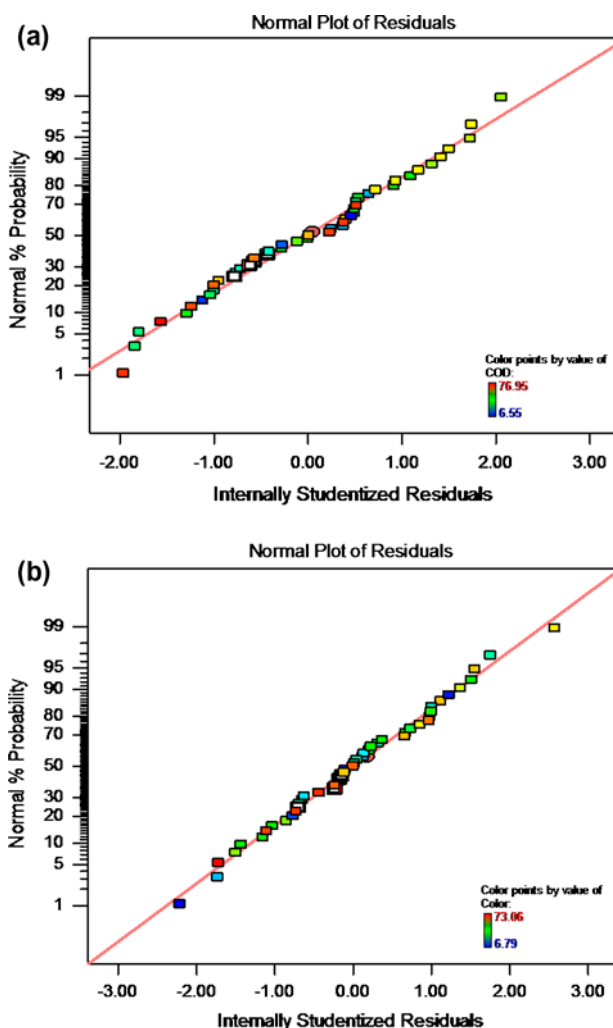 (a)
Normal Plot of Residuals
Normal % Probability
99
95
90
80
70
50
30
20
10
5
1
Color points by value of
COD:
76.95
6.55
-2.00 -1.00 0.00 1.00 2.00 3.00
Internally Studentized Residuals
(b)
Normal Plot of Residuals
Normal % Probability
99
95
90
80
70
50
30
20
10
5
1
Color points by value of
Color:
73.06
6.79
-3.00 -2.00 -1.00 0.00 1.00 2.00 3.00
Internally Studentized Residuals